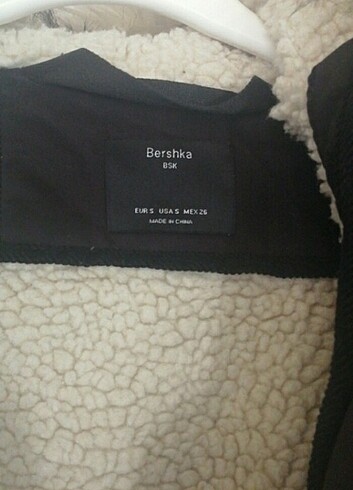 Bershka
BSK
EUR S USA S MEX 26
MADE IN CHINA